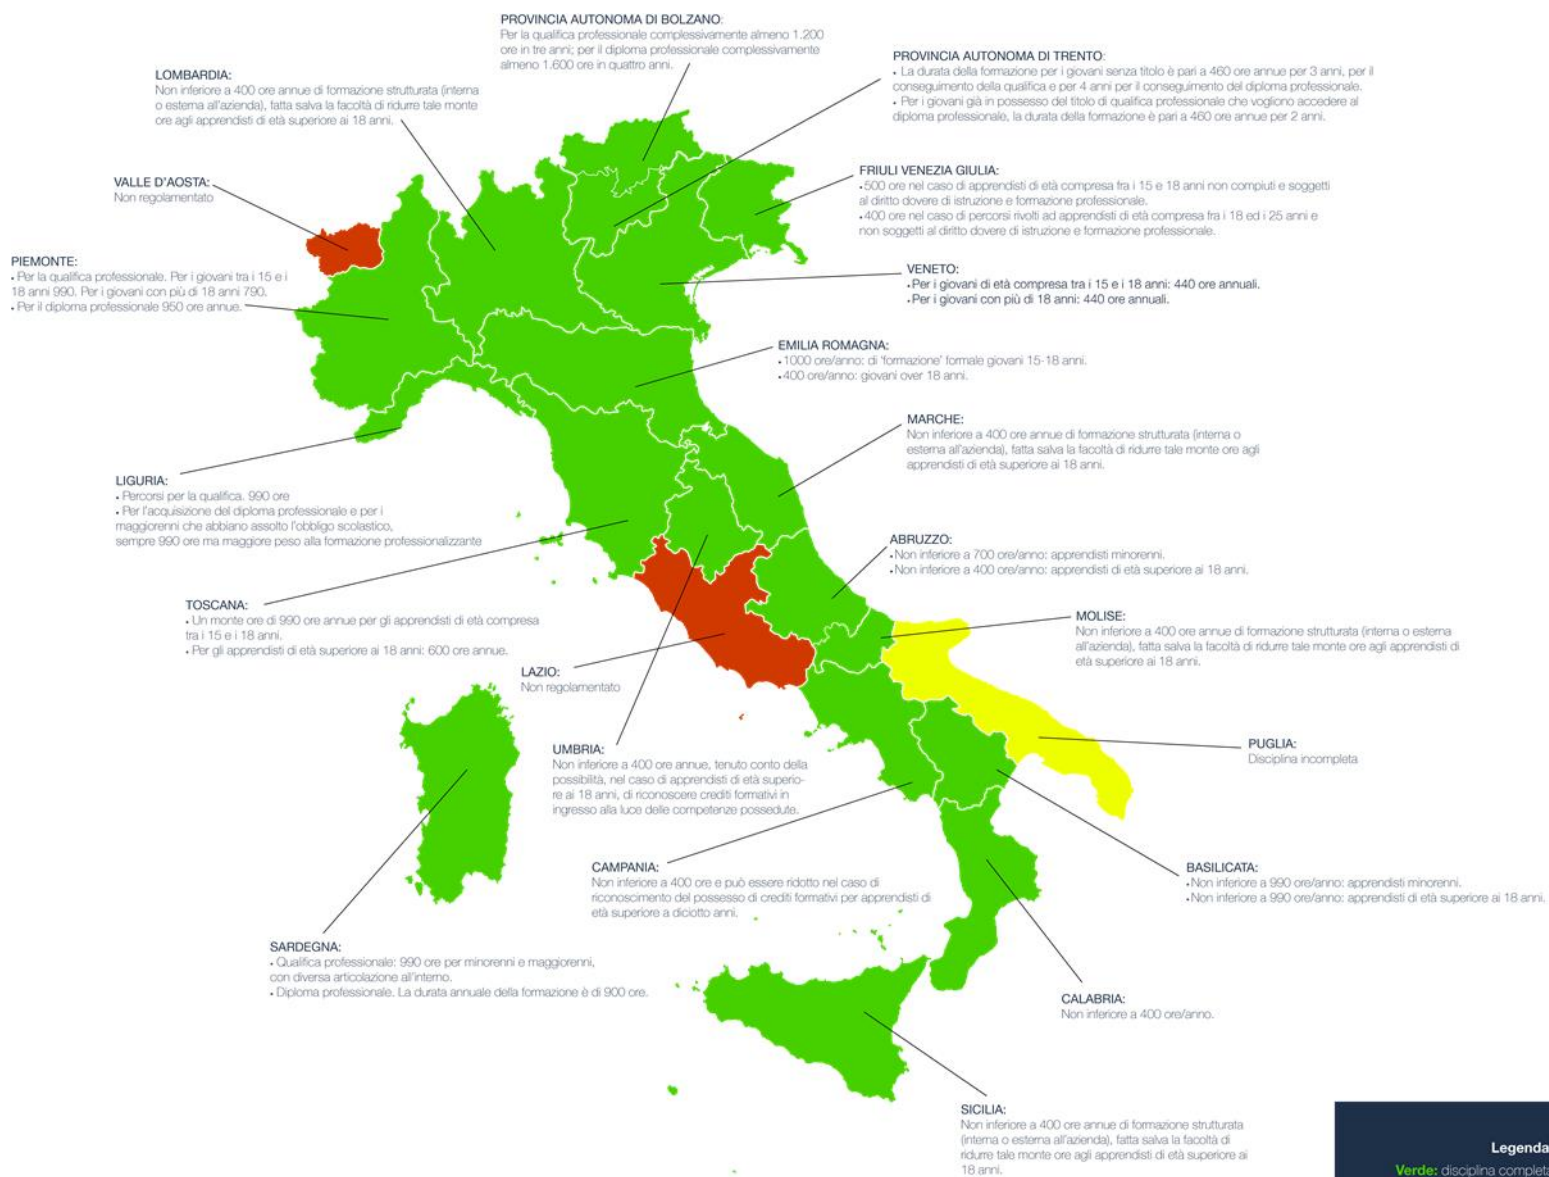 PROVINCIA AUTONOMA DI BOLZANO:
Per la qualifica professionale complessivamente almeno 1.200
ore in tre anni; per il diploma professionale complessivamente
almeno 1.600 ore in quattro anni.
PROVINCIA AUTONOMA DI TRENTO:
• La durata della formazione per i giovani senza titolo è pari a 460 ore annue per 3 anni, per il
conseguimento della qualifica e per 4 anni per il conseguimento del diploma professionale.
• Per i giovani già in possesso del titolo di qualifica professionale che vogliono accedere al
diploma professionale, la durata della formazione è pari a 460 ore annue per 2 anni.
LOMBARDIA:
Non inferiore a 400 ore annue di formazione strutturata (interna
o esterna all'azienda), fatta salva la facoltà di ridurre tale monte
ore agli apprendisti di età superiore ai 18 anni.
VALLE D'AOSTA:
Non regolamentato
FRIULI VENEZIA GIULIA:
• 500 ore nel caso di apprendisti di età compresa fra i 15 e 18 anni non compiuti e soggetti
al diritto dovere di istruzione e formazione professionale.
• 400 ore nel caso di percorsi rivolti ad apprendisti di età compresa fra i 18 ed i 25 anni e
non soggetti al diritto dovere di istruzione e formazione professionale.
PIEMONTE:
• Per la qualifica professionale. Per i giovani tra i 15 e i
18 anni 990. Per i giovani con più di 18 anni 790.
• Per il diploma professionale 950 ore annue.
VENETO:
• Per i giovani di età compresa tra i 15 e i 18 anni: 440 ore annuali.
• Per i giovani con più di 18 anni: 440 ore annuali.
EMILIA ROMAGNA:
• 1000 ore/anno: di 'formazione' formale giovani 15-18 anni.
• 400 ore/anno: giovani over 18 anni.
MARCHE:
Non inferiore a 400 ore annue di formazione strutturata (interna o
esterna all'azienda), fatta salva la facoltà di ridurre tale monte ore agli
apprendisti di età superiore ai 18 anni.
LIGURIA:
• Percorsi per la qualifica. 990 ore
• Per l'acquisizione del diploma professionale e per i
maggiorenni che abbiano assolto l'obbligo scolastico,
sempre 990 ore ma maggiore peso alla formazione professionalizzante
ABRUZZO:
• Non inferiore a 700 ore/anno: apprendisti minorenni.
• Non inferiore a 400 ore/anno: apprendisti di età superiore ai 18 anni.
TOSCANA:
• Un monte ore di 990 ore annue per gli apprendisti di età compresa
tra i 15 e i 18 anni.
• Per gli apprendisti di età superiore ai 18 anni: 600 ore annue.
MOLISE:
Non inferiore a 400 ore annue di formazione strutturata (interna o esterna
all'azienda), fatta salva la facoltà di ridurre tale monte ore agli apprendisti di
età superiore ai 18 anni.
LAZIO:
Non regolamentato
UMBRIA:
Non inferiore a 400 ore annue, tenuto conto della
possibilità, nel caso di apprendisti di età superio-
re ai 18 anni, di riconoscere crediti formativi in
ingresso alla luce delle competenze possedute.
PUGLIA:
Disciplina incompleta
CAMPANIA:
Non inferiore a 400 ore e può essere ridotto nel caso di
riconoscimento del possesso di crediti formativi per apprendisti di
età superiore a diciotto anni.
BASILICATA:
• Non inferiore a 990 ore/anno: apprendisti minorenni.
• Non inferiore a 990 ore/anno: apprendisti di età superiore ai 18 anni.
SARDEGNA:
• Qualifica professionale: 990 ore per minorenni e maggiorenni,
con diversa articolazione all'interno.
• Diploma professionale. La durata annuale della formazione è di 900 ore.
CALABRIA:
Non inferiore a 400 ore/anno.
SICILIA:
Non inferiore a 400 ore annue di formazione strutturata
(interna o esterna all'azienda), fatta salva la facoltà di
ridurre tale monte ore agli apprendisti di età superiore ai
18 anni.
Legenda
Verde: disciplina completa